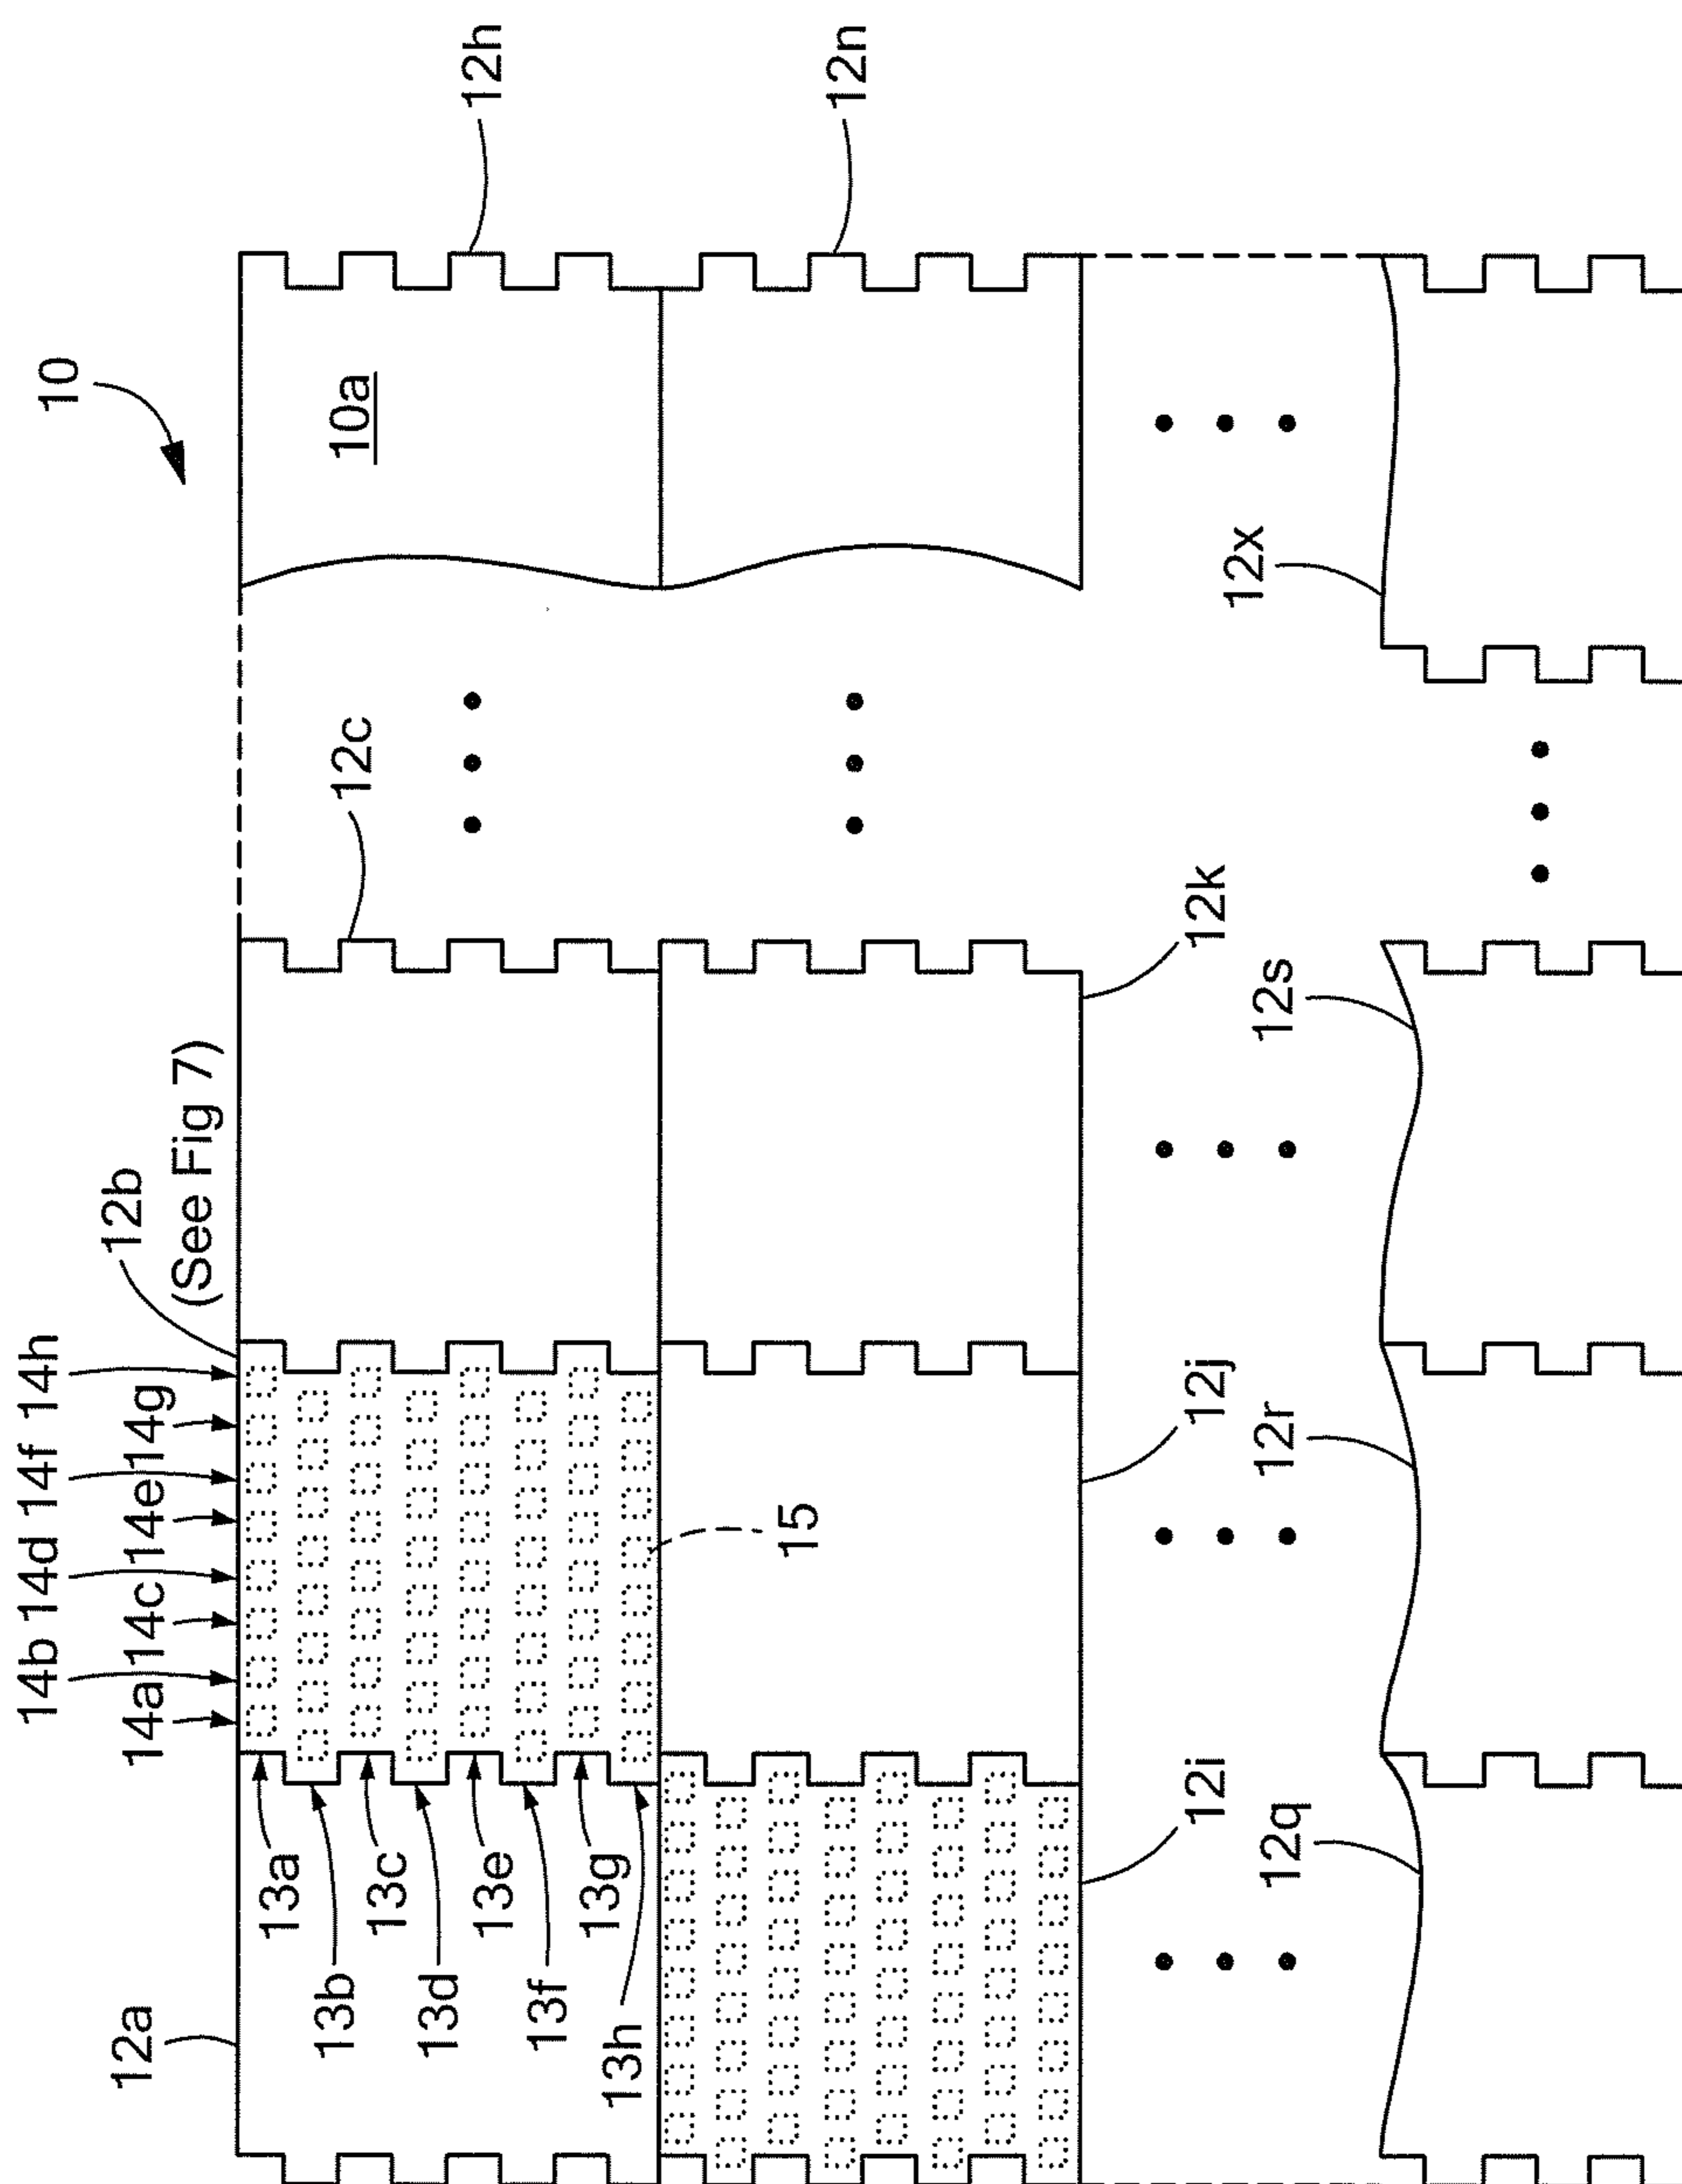 10
12h
12n
10a
12c
12k
12b
(See Fig 7)
14b 14d 14f 14h
14a 14c 14e 14g
12a
13a
13b
13c
13d
13e
13f
13g
13h
15
12j
12i
12x
12s
12r
12q